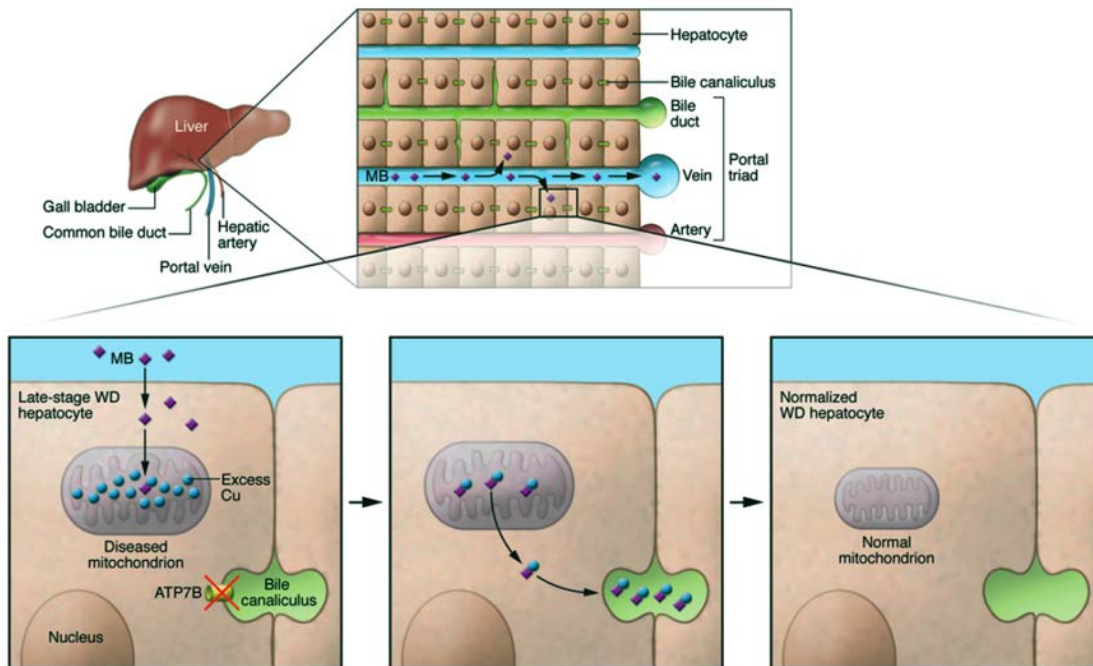 Hepatocyte
Bile canaliculus
Bile
duct
Liver
Portal
triad
MB
Vein
Gall bladder
Common bile duct
Hepatic
artery
Portal vein
Artery
MB
Late-stage WD
hepatocyte
Excess
Cu
Diseased
mitochondrion
ATP7B
Bile
canaliculus
Nucleus
Normalized
WD hepatocyte
Normal
mitochondrion